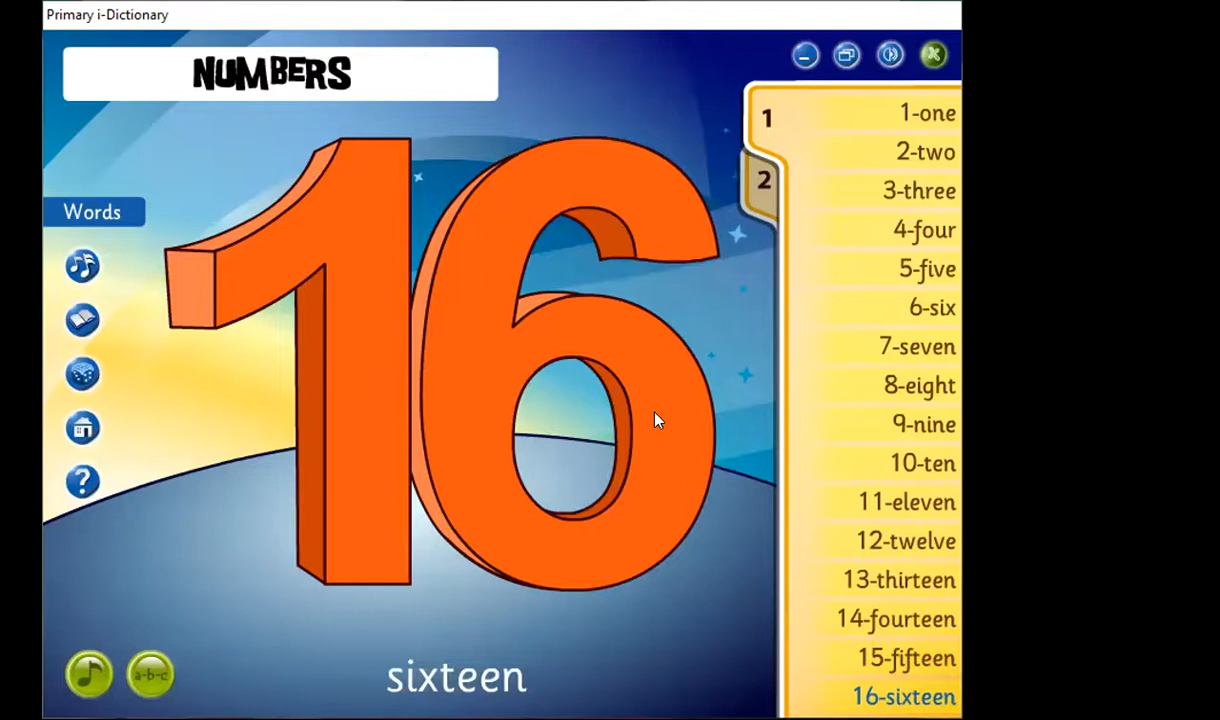 Primary i-Dictionary
NUMBERS
Words
16
sixteen
a-b-c
1
2
1-one
2-two
3-three
4-four
5-five
6-six
7-seven
8-eight
9-nine
10-ten
11-eleven
12-twelve
13-thirteen
14-fourteen
15-fifteen
16-sixteen
?